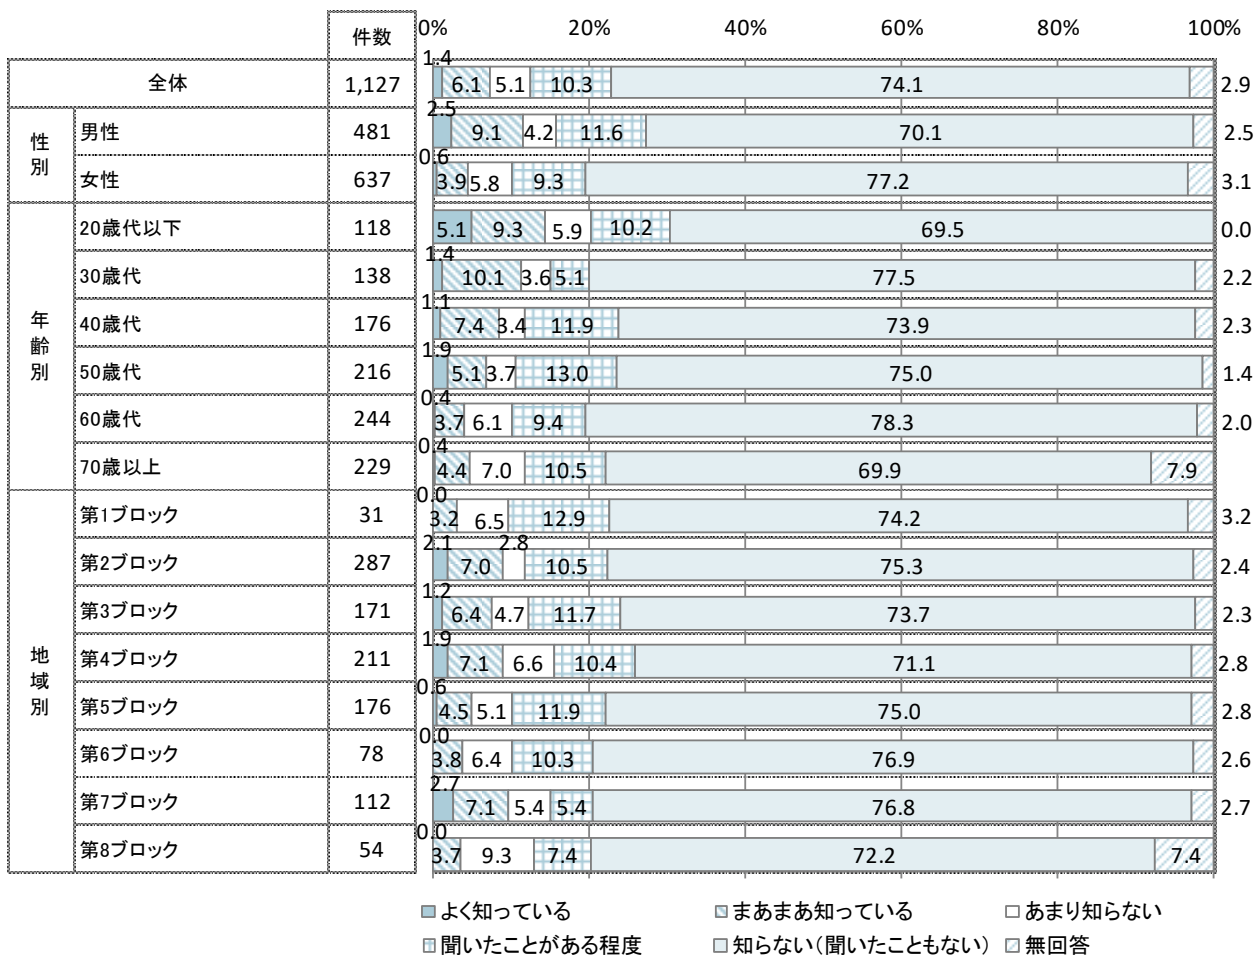 件数 0% 20% 40% 60% 80% 100%
全体 1,127 1.4 6.1 5.1 10.3 74.1 2.9
性別
男性 481 2.5 9.1 4.2 11.6 70.1 2.5
女性 637 0.6 3.9 5.8 9.3 77.2 3.1
年齢別
20歳代以下 118 5.1 9.3 5.9 10.2 69.5 0.0
30歳代 138 1.4 10.1 3.6 5.1 77.5 2.2
40歳代 176 1.1 7.4 3.4 11.9 73.9 2.3
50歳代 216 1.9 5.1 3.7 13.0 75.0 1.4
60歳代 244 0.4 3.7 6.1 9.4 78.3 2.0
70歳以上 229 0.4 4.4 7.0 10.5 69.9 7.9
地域別
第1ブロック 31 0.0 3.2 6.5 12.9 74.2 3.2
第2ブロック 287 2.1 7.0 2.8 10.5 75.3 2.4
第3ブロック 171 1.2 6.4 4.7 11.7 73.7 2.3
第4ブロック 211 1.9 7.1 6.6 10.4 71.1 2.8
第5ブロック 176 0.6 4.5 5.1 11.9 75.0 2.8
第6ブロック 78 0.0 3.8 6.4 10.3 76.9 2.6
第7ブロック 112 2.7 7.1 5.4 5.4 76.8 2.7
第8ブロック 54 0.0 3.7 9.3 7.4 72.2 7.4
よく知っている まあまあ知っている あまり知らない
聞いたことがある程度 知らない(聞いたこともない) 無回答